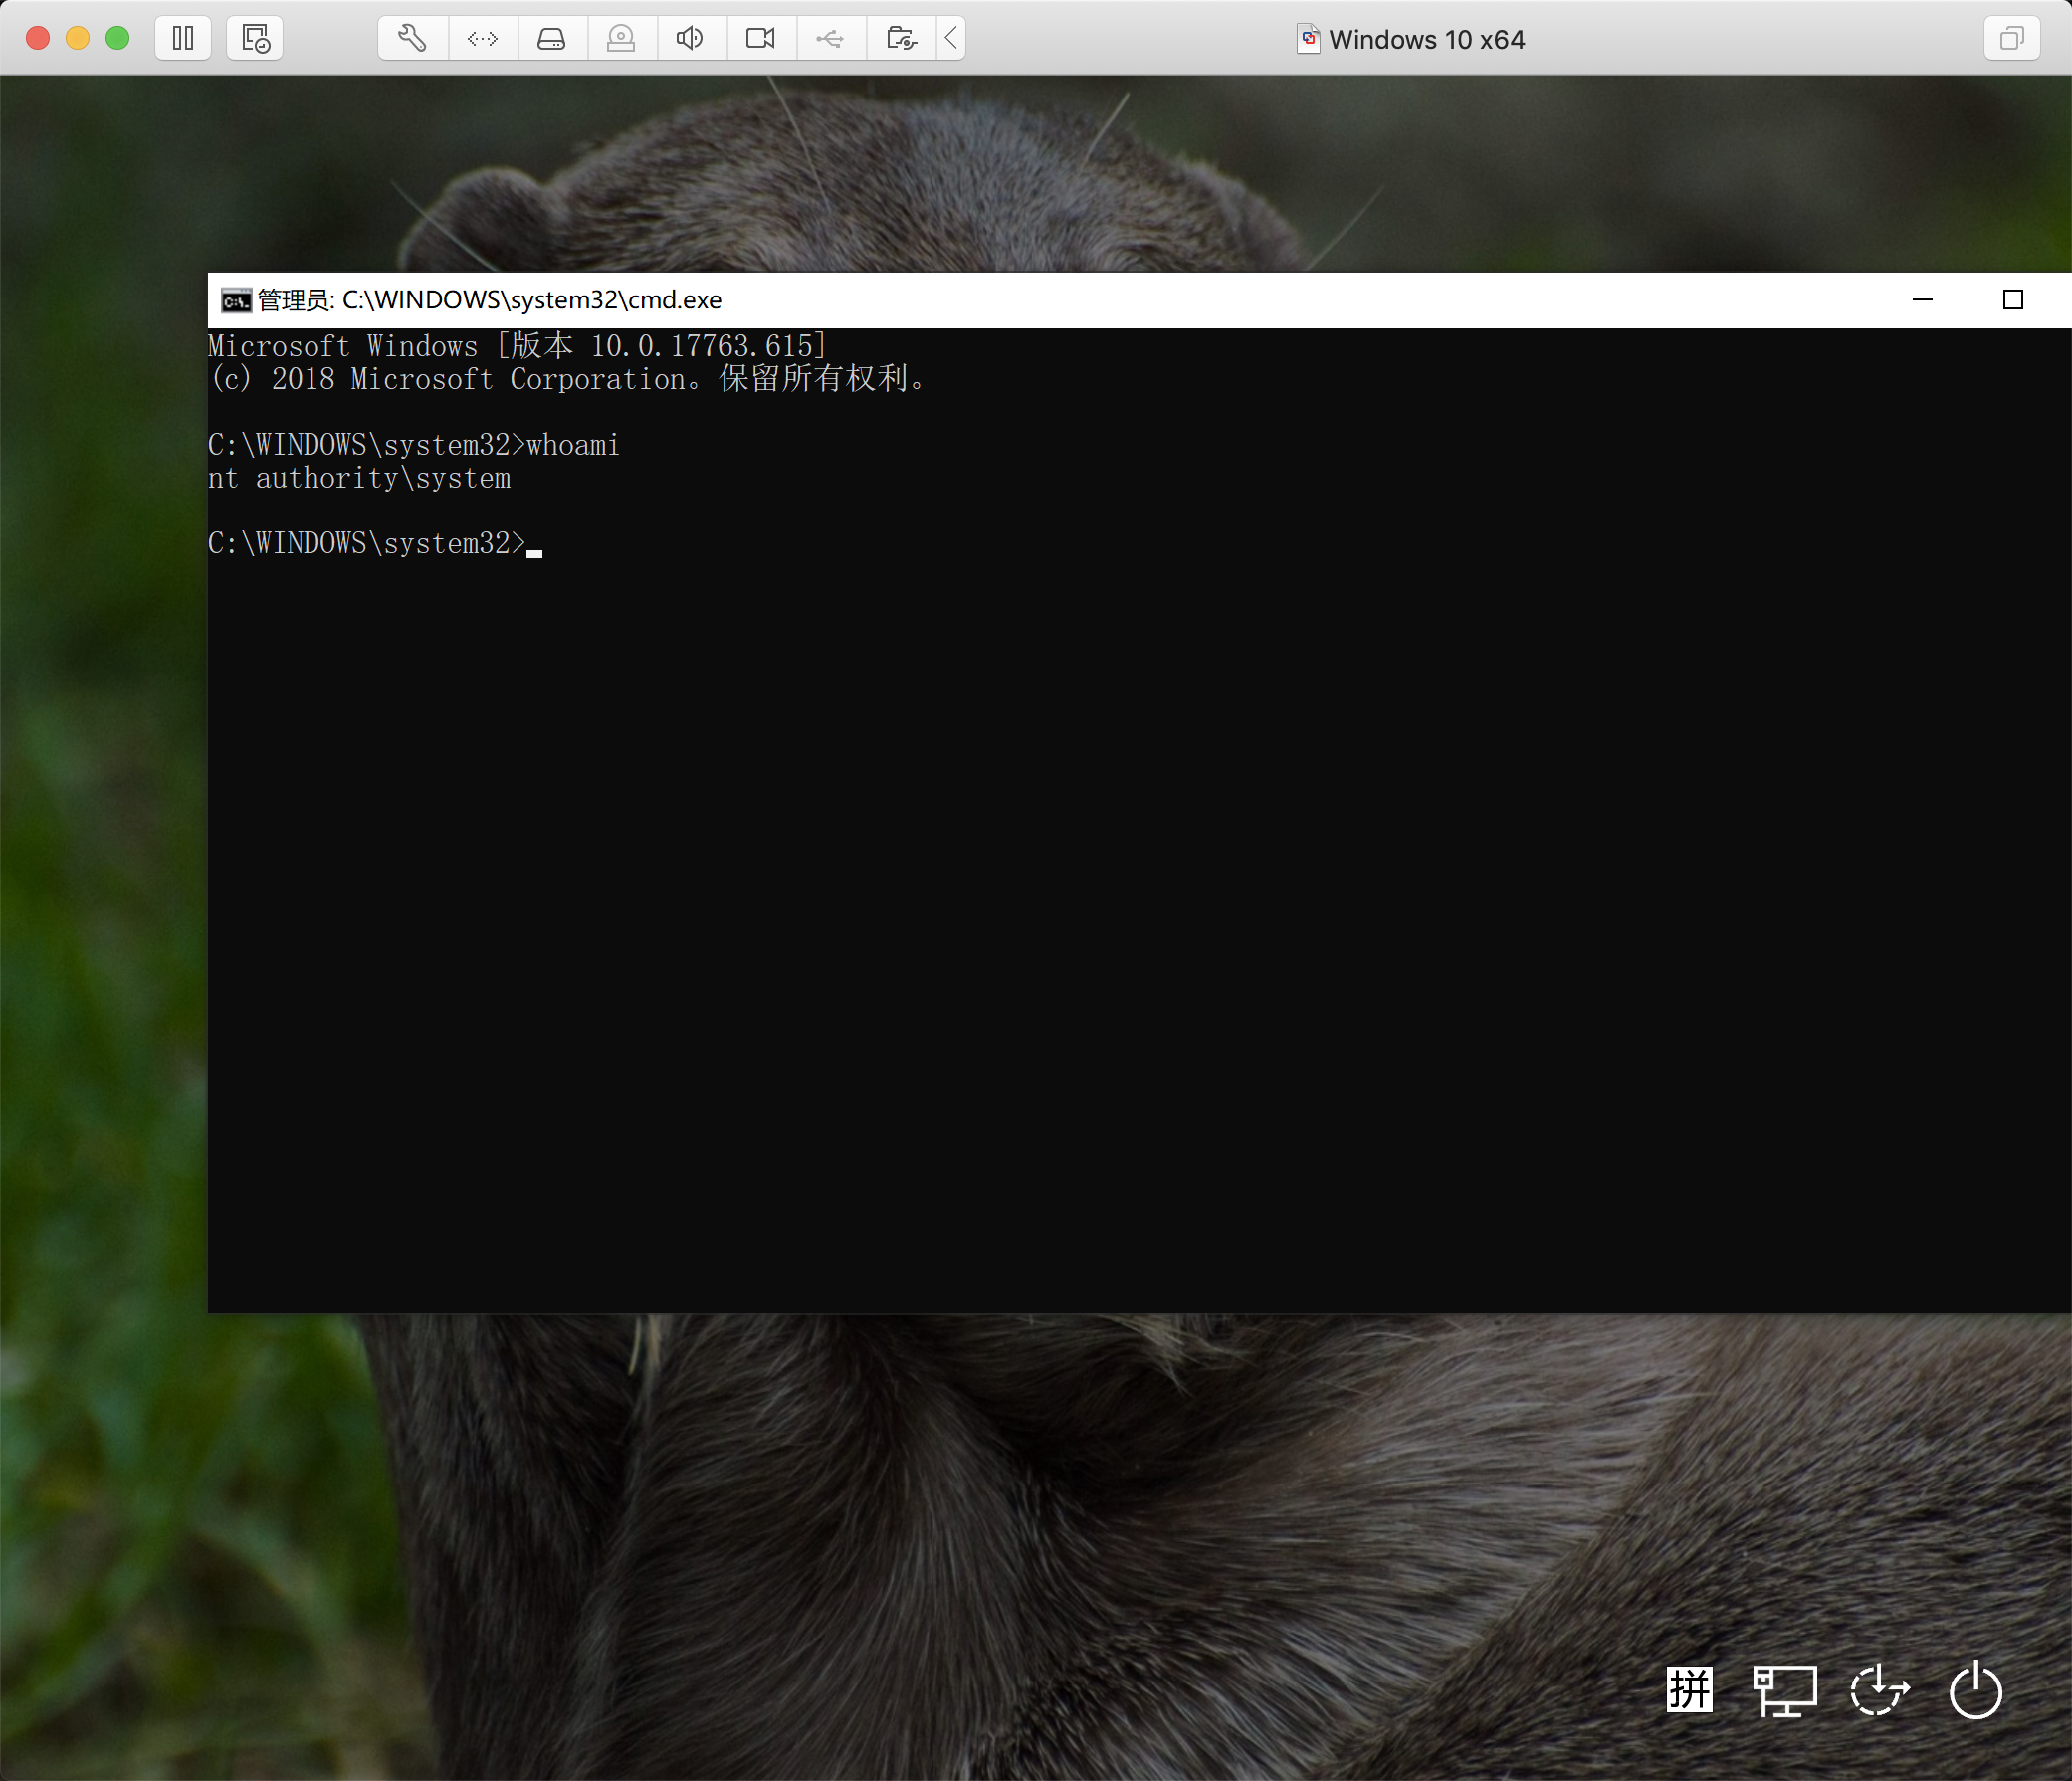 Windows 10 x64
管理员: C:\WINDOWS\system32\cmd.exe
Microsoft Windows [版本 10.0.17763.615]
(c) 2018 Microsoft Corporation。保留所有权利。
C:\WINDOWS\system32>whoami
nt authority\system
C:\WINDOWS\system32>
拼